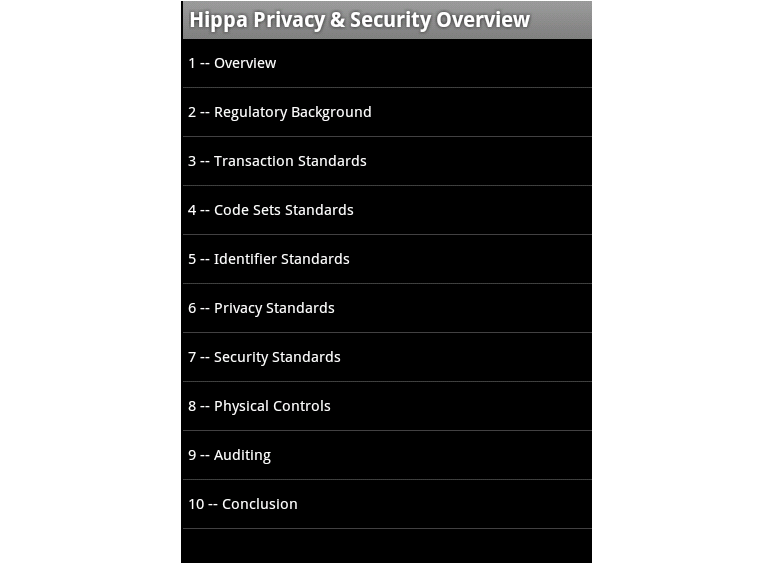 Hippa Privacy & Security Overview
1 -- Overview
2 -- Regulatory Background
3 -- Transaction Standards
4 -- Code Sets Standards
5 -- Identifier Standards
6 -- Privacy Standards
7 -- Security Standards
8 -- Physical Controls
9 -- Auditing
10 -- Conclusion